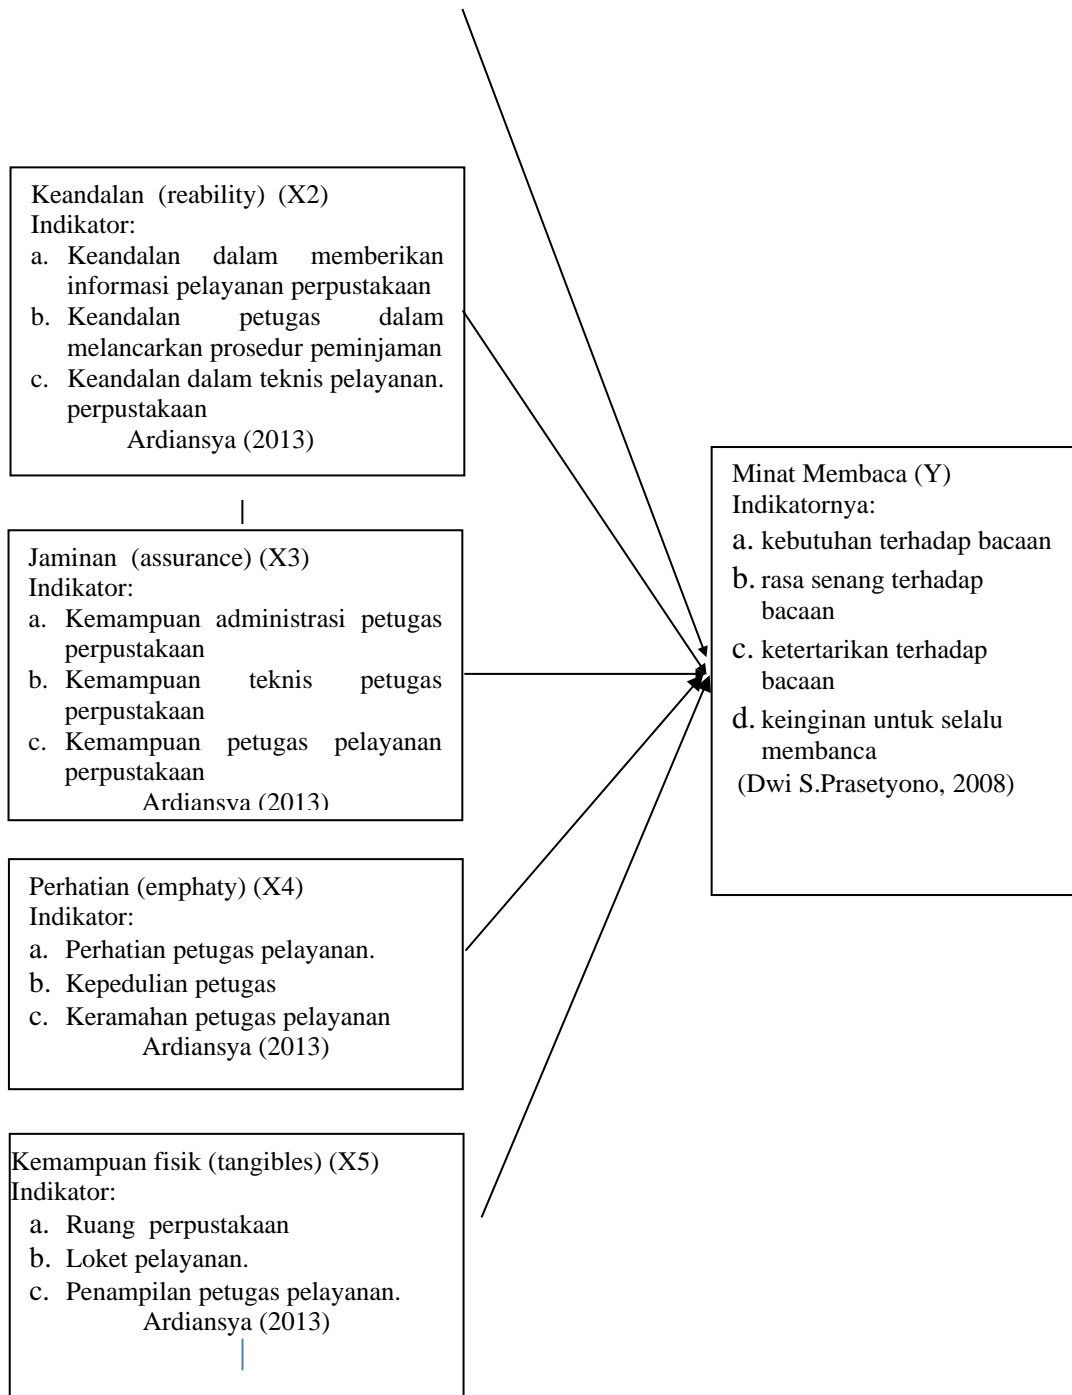 Keandalan (reability) (X2)
Indikator:
a. Keandalan dalam memberikan
informasi pelayanan perpustakaan
b. Keandalan petugas dalam
melancarkan prosedur peminjaman
c. Keandalan dalam teknis pelayanan.
perpustakaan
Ardiansya (2013)
Jaminan (assurance) (X3)
Indikator:
a. Kemampuan administrasi petugas
perpustakaan
b. Kemampuan teknis petugas
perpustakaan
c. Kemampuan petugas pelayanan
perpustakaan
Ardiansya (2013)
Perhatian (emphaty) (X4)
Indikator:
a. Perhatian petugas pelayanan.
b. Kepedulian petugas
c. Keramahan petugas pelayanan
Ardiansya (2013)
Kemampuan fisik (tangibles) (X5)
Indikator:
a. Ruang perpustakaan
b. Loket pelayanan.
c. Penampilan petugas pelayanan.
Ardiansya (2013)
Minat Membaca (Y)
Indikatornya:
a. kebutuhan terhadap bacaan
b. rasa senang terhadap
bacaan
c. ketertarikan terhadap
bacaan
d. keinginan untuk selalu
membanca
(Dwi S.Prasetyono, 2008)